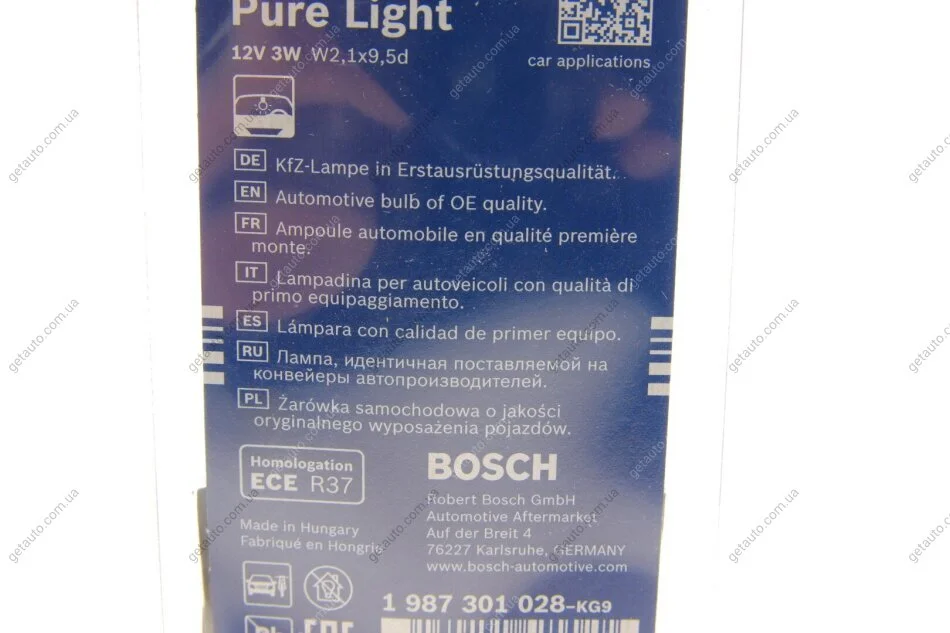 Pure Light
12V 3W W2,1x9,5d
car applications
DE KfZ-Lampe in Erstausrüstungsqualität.
EN Automotive bulb of OE quality.
FR Ampoule automobile en qualité première
monte.
IT Lampadina per autoveicoli con qualità di
primo equipaggiamento.
ES Lámpara con calidad de primer equipo.
RU Лампа, идентичная поставляемой на
конвейеры автопроизводителей.
PL Żarówka samochodowa o jakości
oryginalnego wyposażenia pojazdów.
Homologation
ECE R37
BOSCH
Robert Bosch GmbH
Automotive Aftermarket
Auf der Breit 4
76227 Karlsruhe, GERMANY
www.bosch-automotive.com
Made in Hungary
Fabriqué en Hongrie
1 987 301 028-KG9
getauto.com.ua